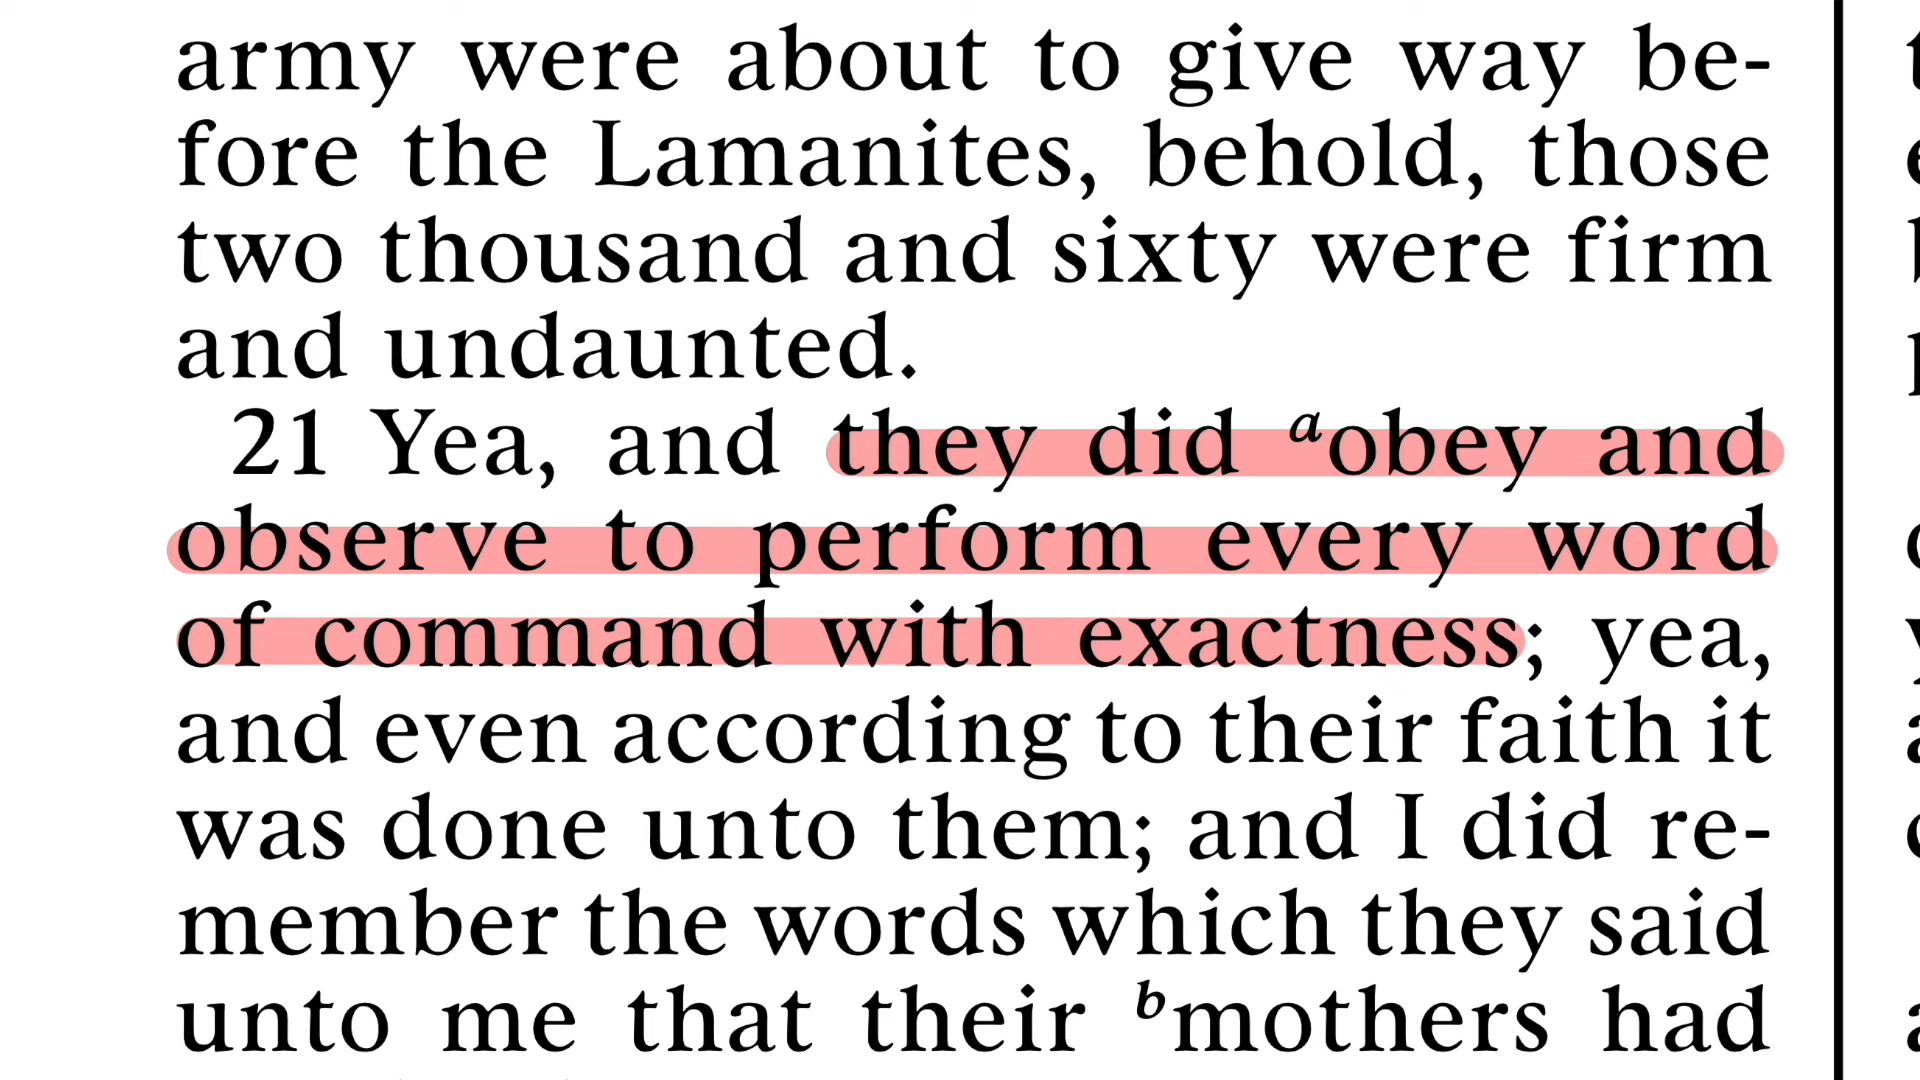 army were about to give way be-
fore the Lamanites, behold, those
two thousand and sixty were firm
and undaunted.
21 Yea, and they did ᵃobey and
observe to perform every word
of command with exactness; yea,
and even according to their faith it
was done unto them; and I did re-
member the words which they said
unto me that their ᵇmothers had